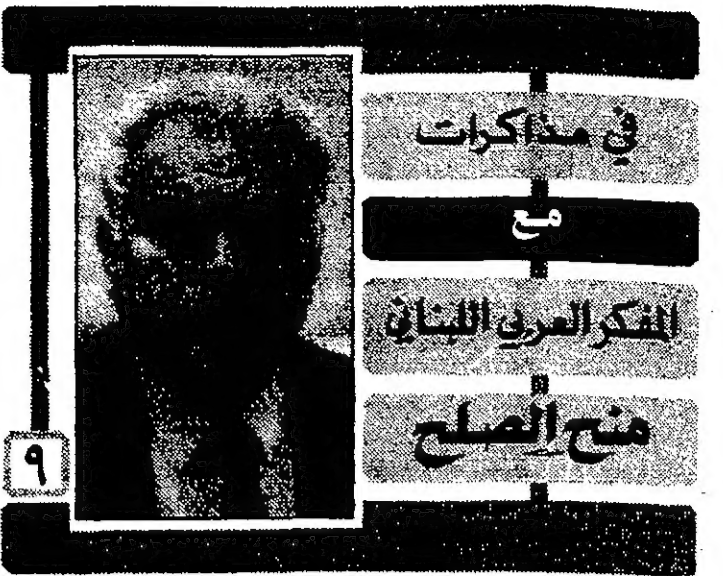 في مذاكرات
مع
المفكر العربي اللبناني
منح الصلح
٩